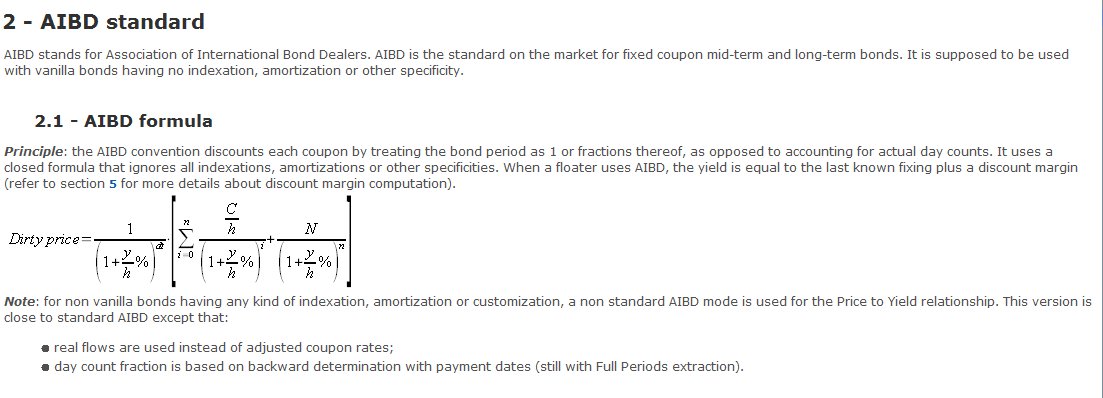 2 - AIBD standard
AIBD stands for Association of International Bond Dealers. AIBD is the standard on the market for fixed coupon mid-term and long-term bonds. It is supposed to be used
with vanilla bonds having no indexation, amortization or other specificity.
2.1 - AIBD formula
Principle: the AIBD convention discounts each coupon by treating the bond period as 1 or fractions thereof, as opposed to accounting for actual day counts. It uses a
closed formula that ignores all indexations, amortizations or other specificities. When a floater uses AIBD, the yield is equal to the last known fixing plus a discount margin
(refer to section 5 for more details about discount margin computation).
Dirty price = 1 / (1+y/h%)^dt · [ ∑_{i=0}^{n} (C/h) / (1+y/h%)^i + N / (1+y/h%)^n ]
Note: for non vanilla bonds having any kind of indexation, amortization or customization, a non standard AIBD mode is used for the Price to Yield relationship. This version is
close to standard AIBD except that:
● real flows are used instead of adjusted coupon rates;
● day count fraction is based on backward determination with payment dates (still with Full Periods extraction).